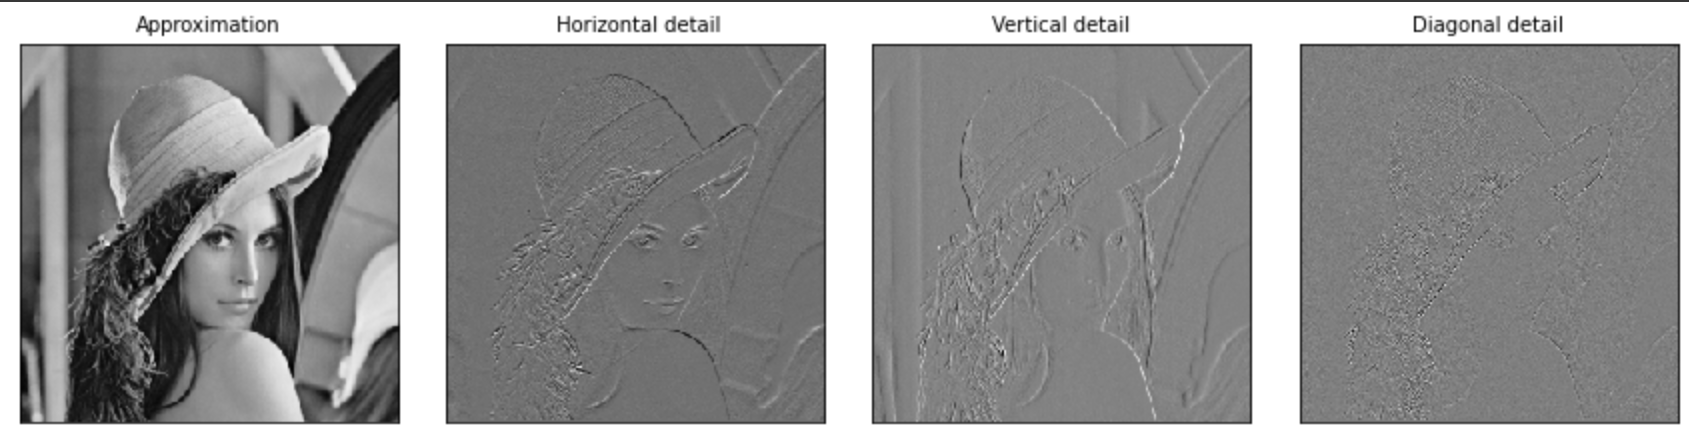 Approximation
Horizontal detail
Vertical detail
Diagonal detail